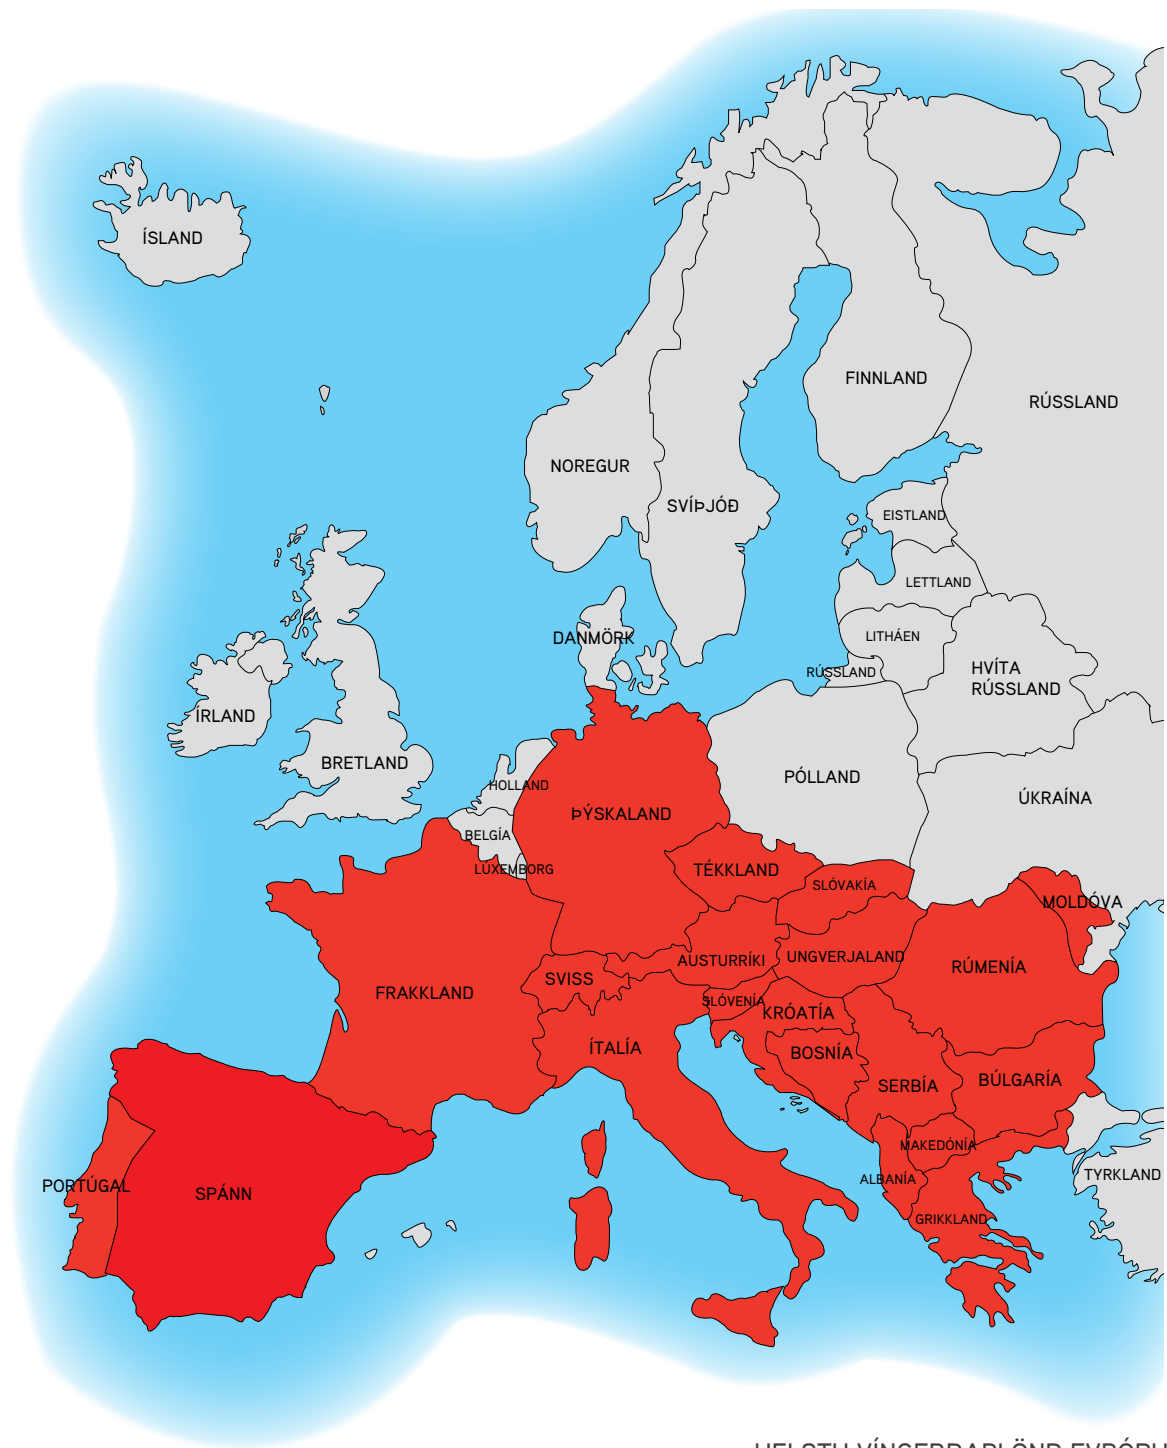 ÍSLAND
FINNLAND
RÚSSLAND
NOREGUR
SVÍÞJÓÐ
EISTLAND
LETTLAND
DANMÖRK
LITHÁEN
RÚSSLAND
HVÍTA
RÚSSLAND
ÍRLAND
BRETLAND
HOLLAND
PÓLLAND
ÚKRAÍNA
ÞÝSKALAND
BELGÍA
LÚXEMBORG
TÉKKLAND
SLÓVAKÍA
MOLDÓVA
AUSTURRÍKI
UNGVERJALAND
RÚMENÍA
SVISS
FRAKKLAND
SLÓVENÍA
KRÓATÍA
ÍTALÍA
BOSNÍA
SERBÍA
BÚLGARÍA
MAKEDÓNÍA
ALBANÍA
TYRKLAND
PORTÚGAL
SPÁNN
GRIKKLAND